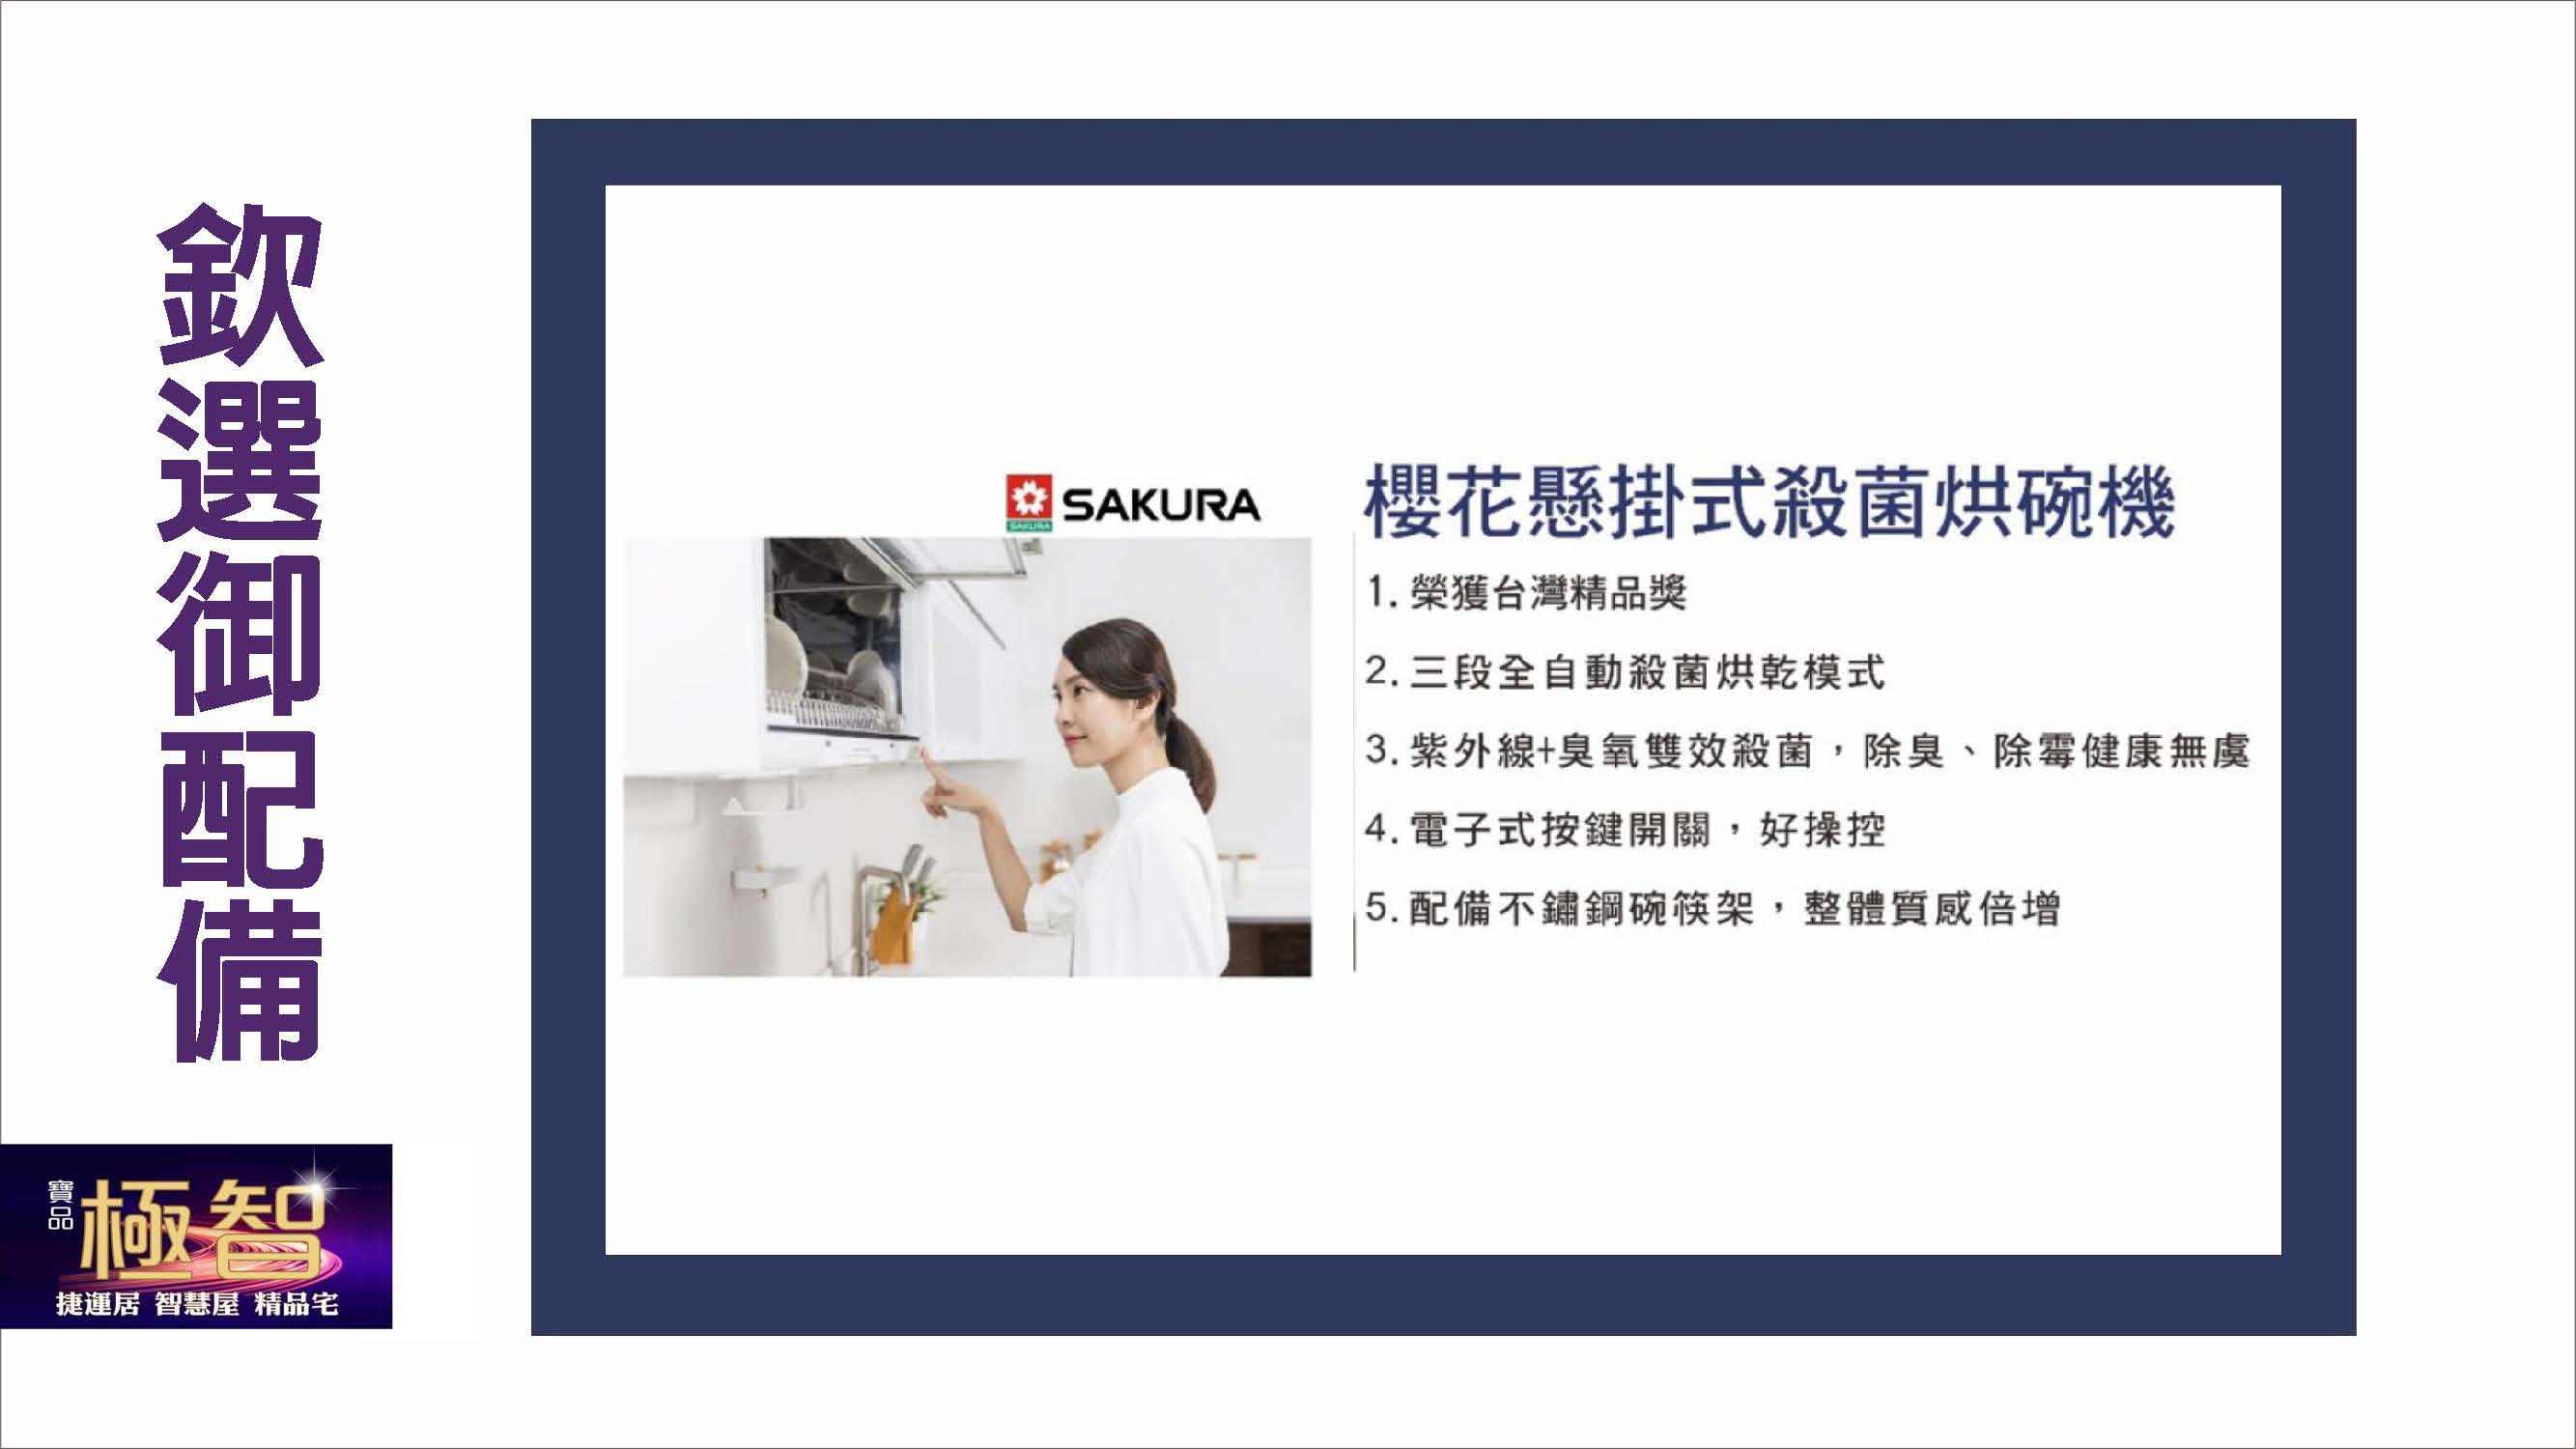 欽選御配備
SAKURA
SAKURA
櫻花懸掛式殺菌烘碗機
1. 榮獲台灣精品獎
2. 三段全自動殺菌烘乾模式
3. 紫外線+臭氧雙效殺菌，除臭、除霉健康無虞
4. 電子式按鍵開關，好操控
5. 配備不鏽鋼碗筷架，整體質感倍增
寶品
極智
捷運居 智慧屋 精品宅